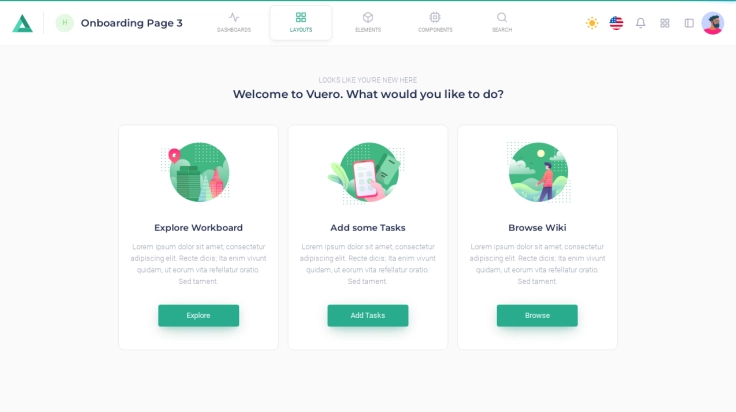 H
Onboarding Page 3
DASHBOARDS
LAYOUTS
ELEMENTS
COMPONENTS
SEARCH
LOOKS LIKE YOU'RE NEW HERE
Welcome to Vuero. What would you like to do?
Explore Workboard
Lorem ipsum dolor sit amet, consectetur
adipiscing elit. Recte dicis; Ita enim vivunt
quidam, ut eorum vita refellatur oratio.
Sed tament
Explore
Add some Tasks
Lorem ipsum dolor sit amet, consectetur
adipiscing elit. Recte dicis; Ita enim vivunt
quidam, ut eorum vita refellatur oratio.
Sed tament
Add Tasks
Browse Wiki
Lorem ipsum dolor sit amet, consectetur
adipiscing elit. Recte dicis; Ita enim vivunt
quidam, ut eorum vita refellatur oratio.
Sed tament
Browse